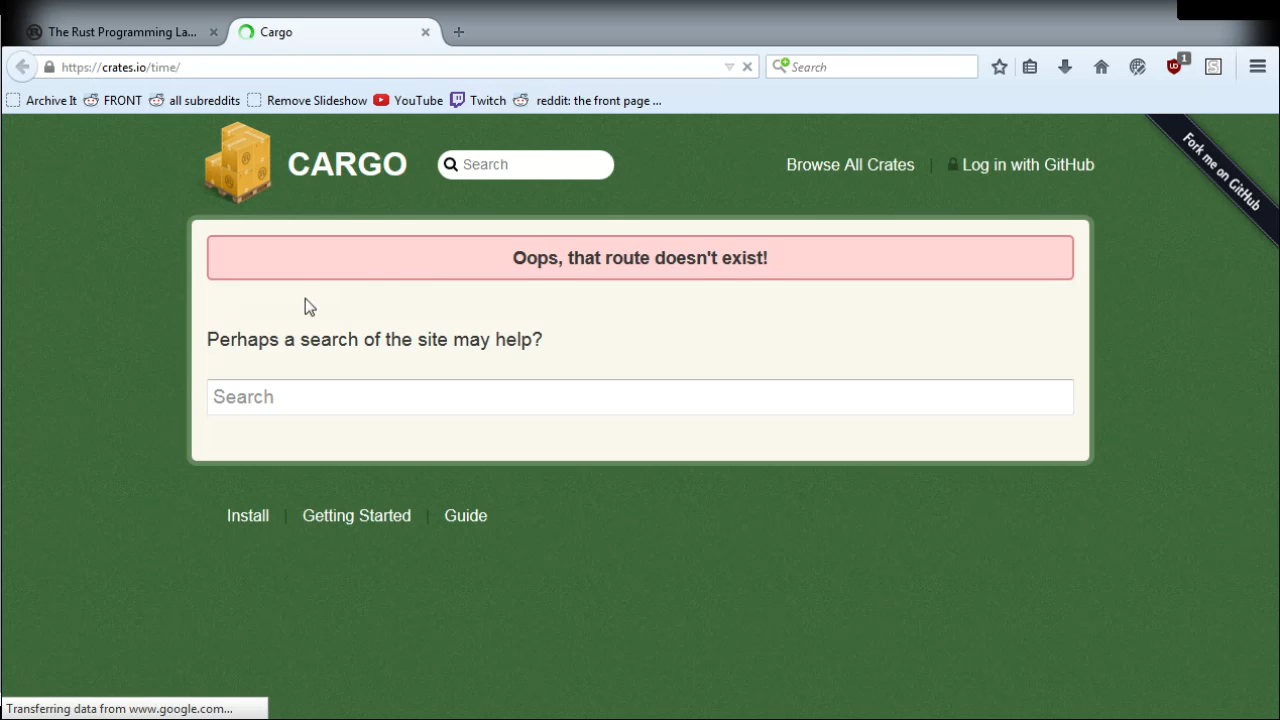 The Rust Programming La...
Cargo
https://crates.io/time/
Search
1
Archive It
FRONT
all subreddits
Remove Slideshow
YouTube
Twitch
reddit: the front page ...
CARGO
Search
Browse All Crates
Log in with GitHub
Fork me on GitHub
Oops, that route doesn't exist!
Perhaps a search of the site may help?
Search
Install
Getting Started
Guide
Transferring data from www.google.com...